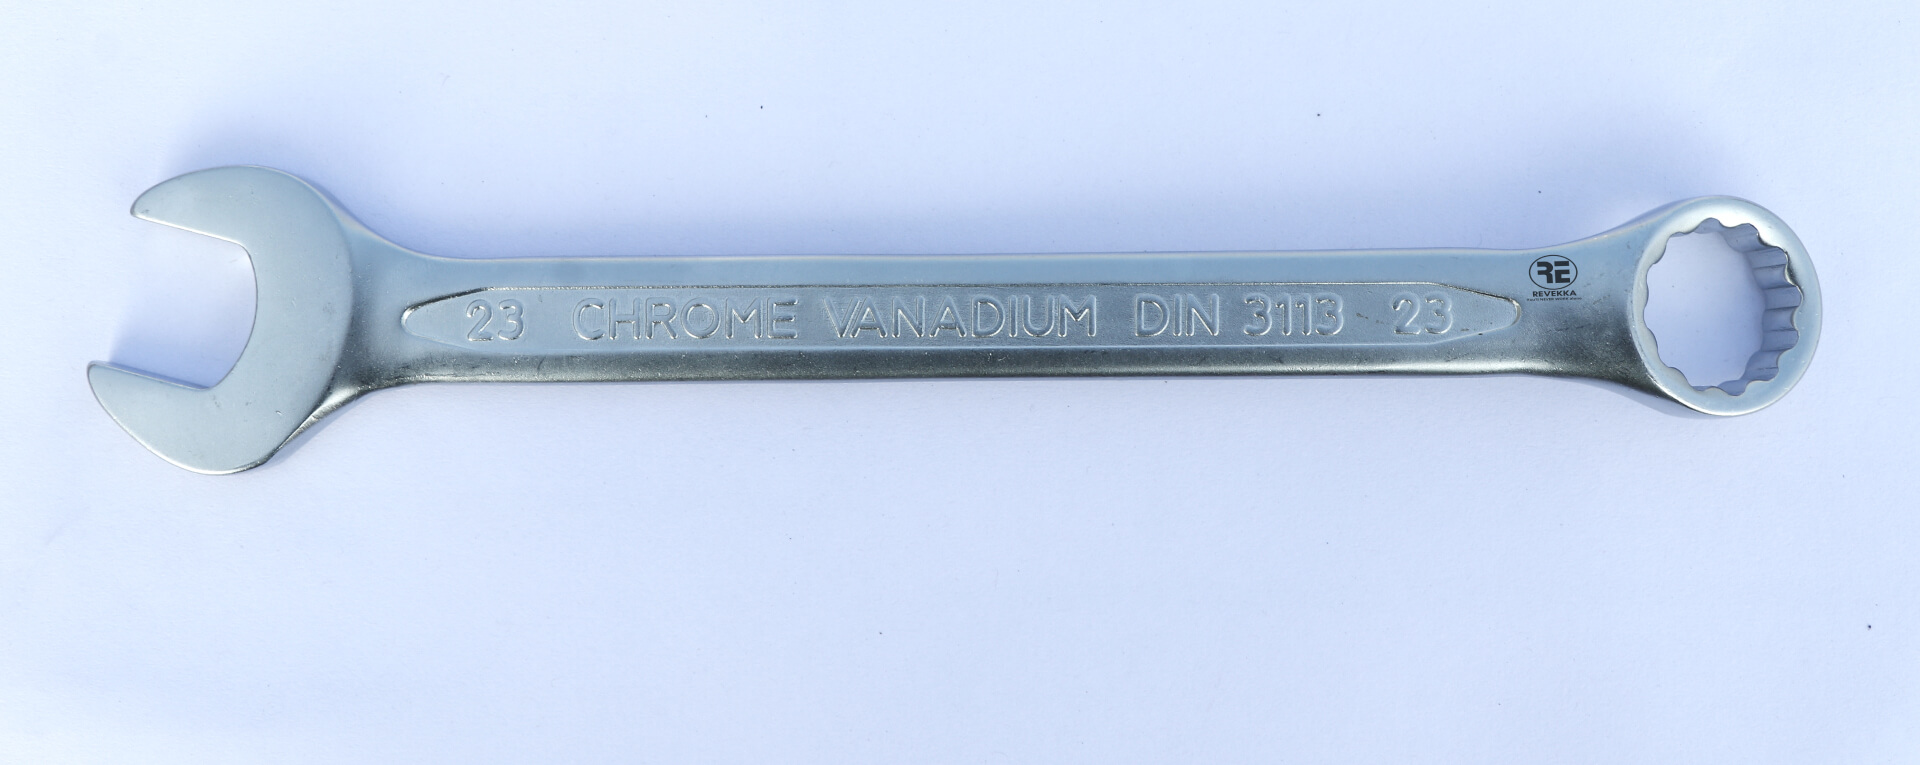 23 CHROME VANADIUM DIN 3113 23
RE
REVEKKA